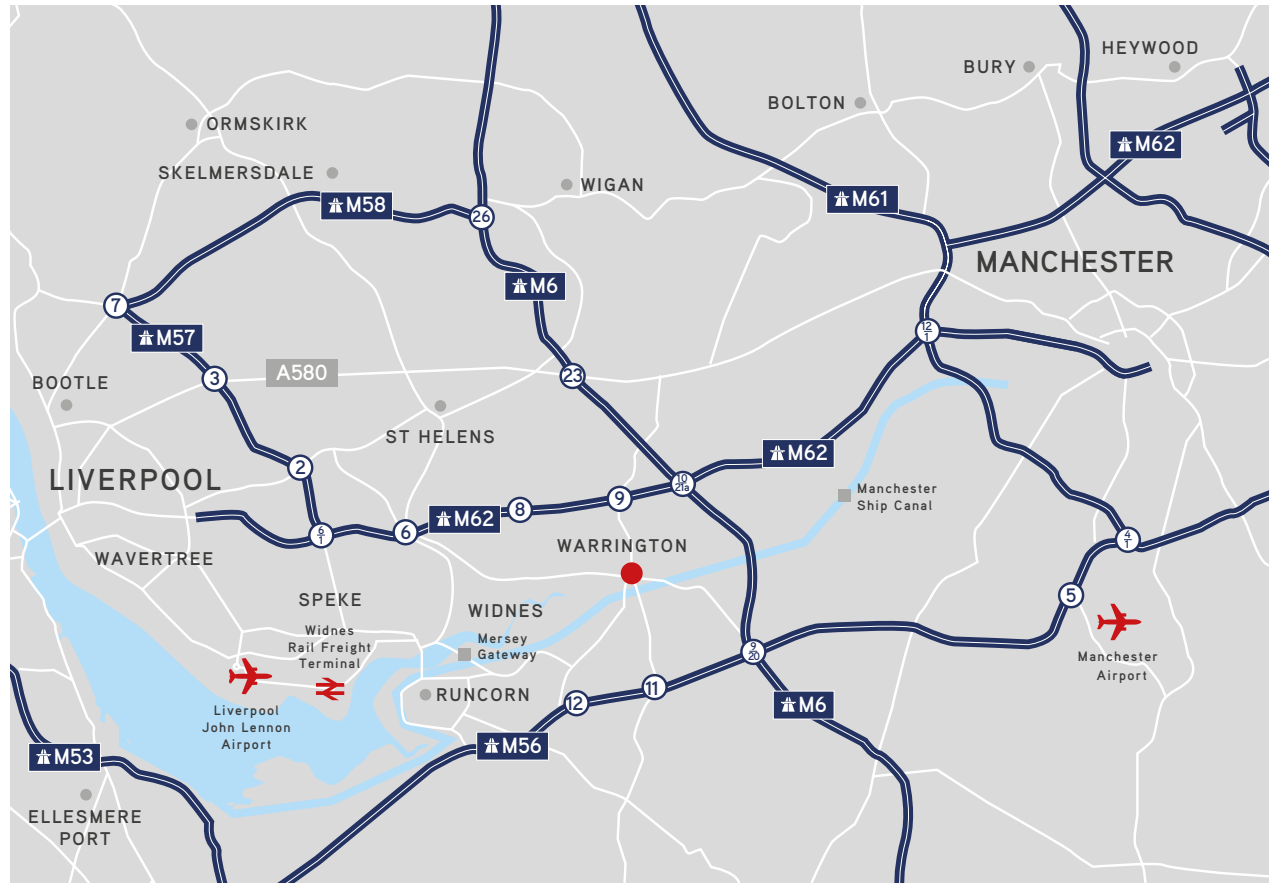 HEYWOOD
BURY
BOLTON
M62
ORMSKIRK
SKELMERSDALE
WIGAN
M58
M61
26
MANCHESTER
M6
7
M57
12
1
A580
3
23
BOOTLE
ST HELENS
M62
2
LIVERPOOL
10
21a
9
8
M62
6
6
1
Manchester
Ship Canal
WARRINGTON
WAVERTREE
4
1
5
SPEKE
WIDNES
Widnes
Rail Freight
Terminal
Mersey
Gateway
9
20
Manchester
Airport
RUNCORN
11
12
M6
Liverpool
John Lennon
Airport
M56
M53
ELLESMERE
PORT